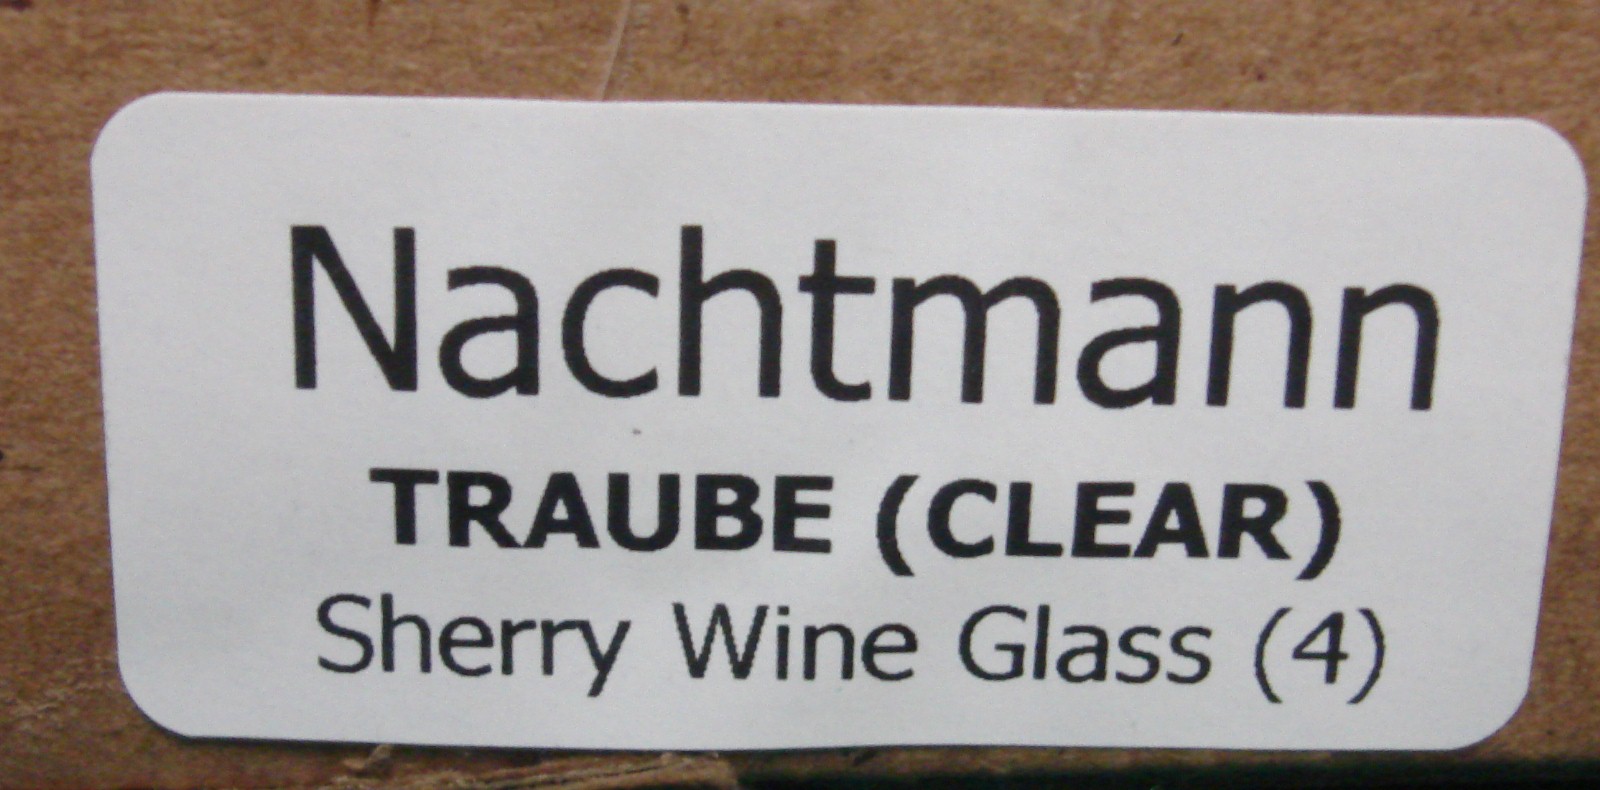 Nachtmann
TRAUBE (CLEAR)
Sherry Wine Glass (4)